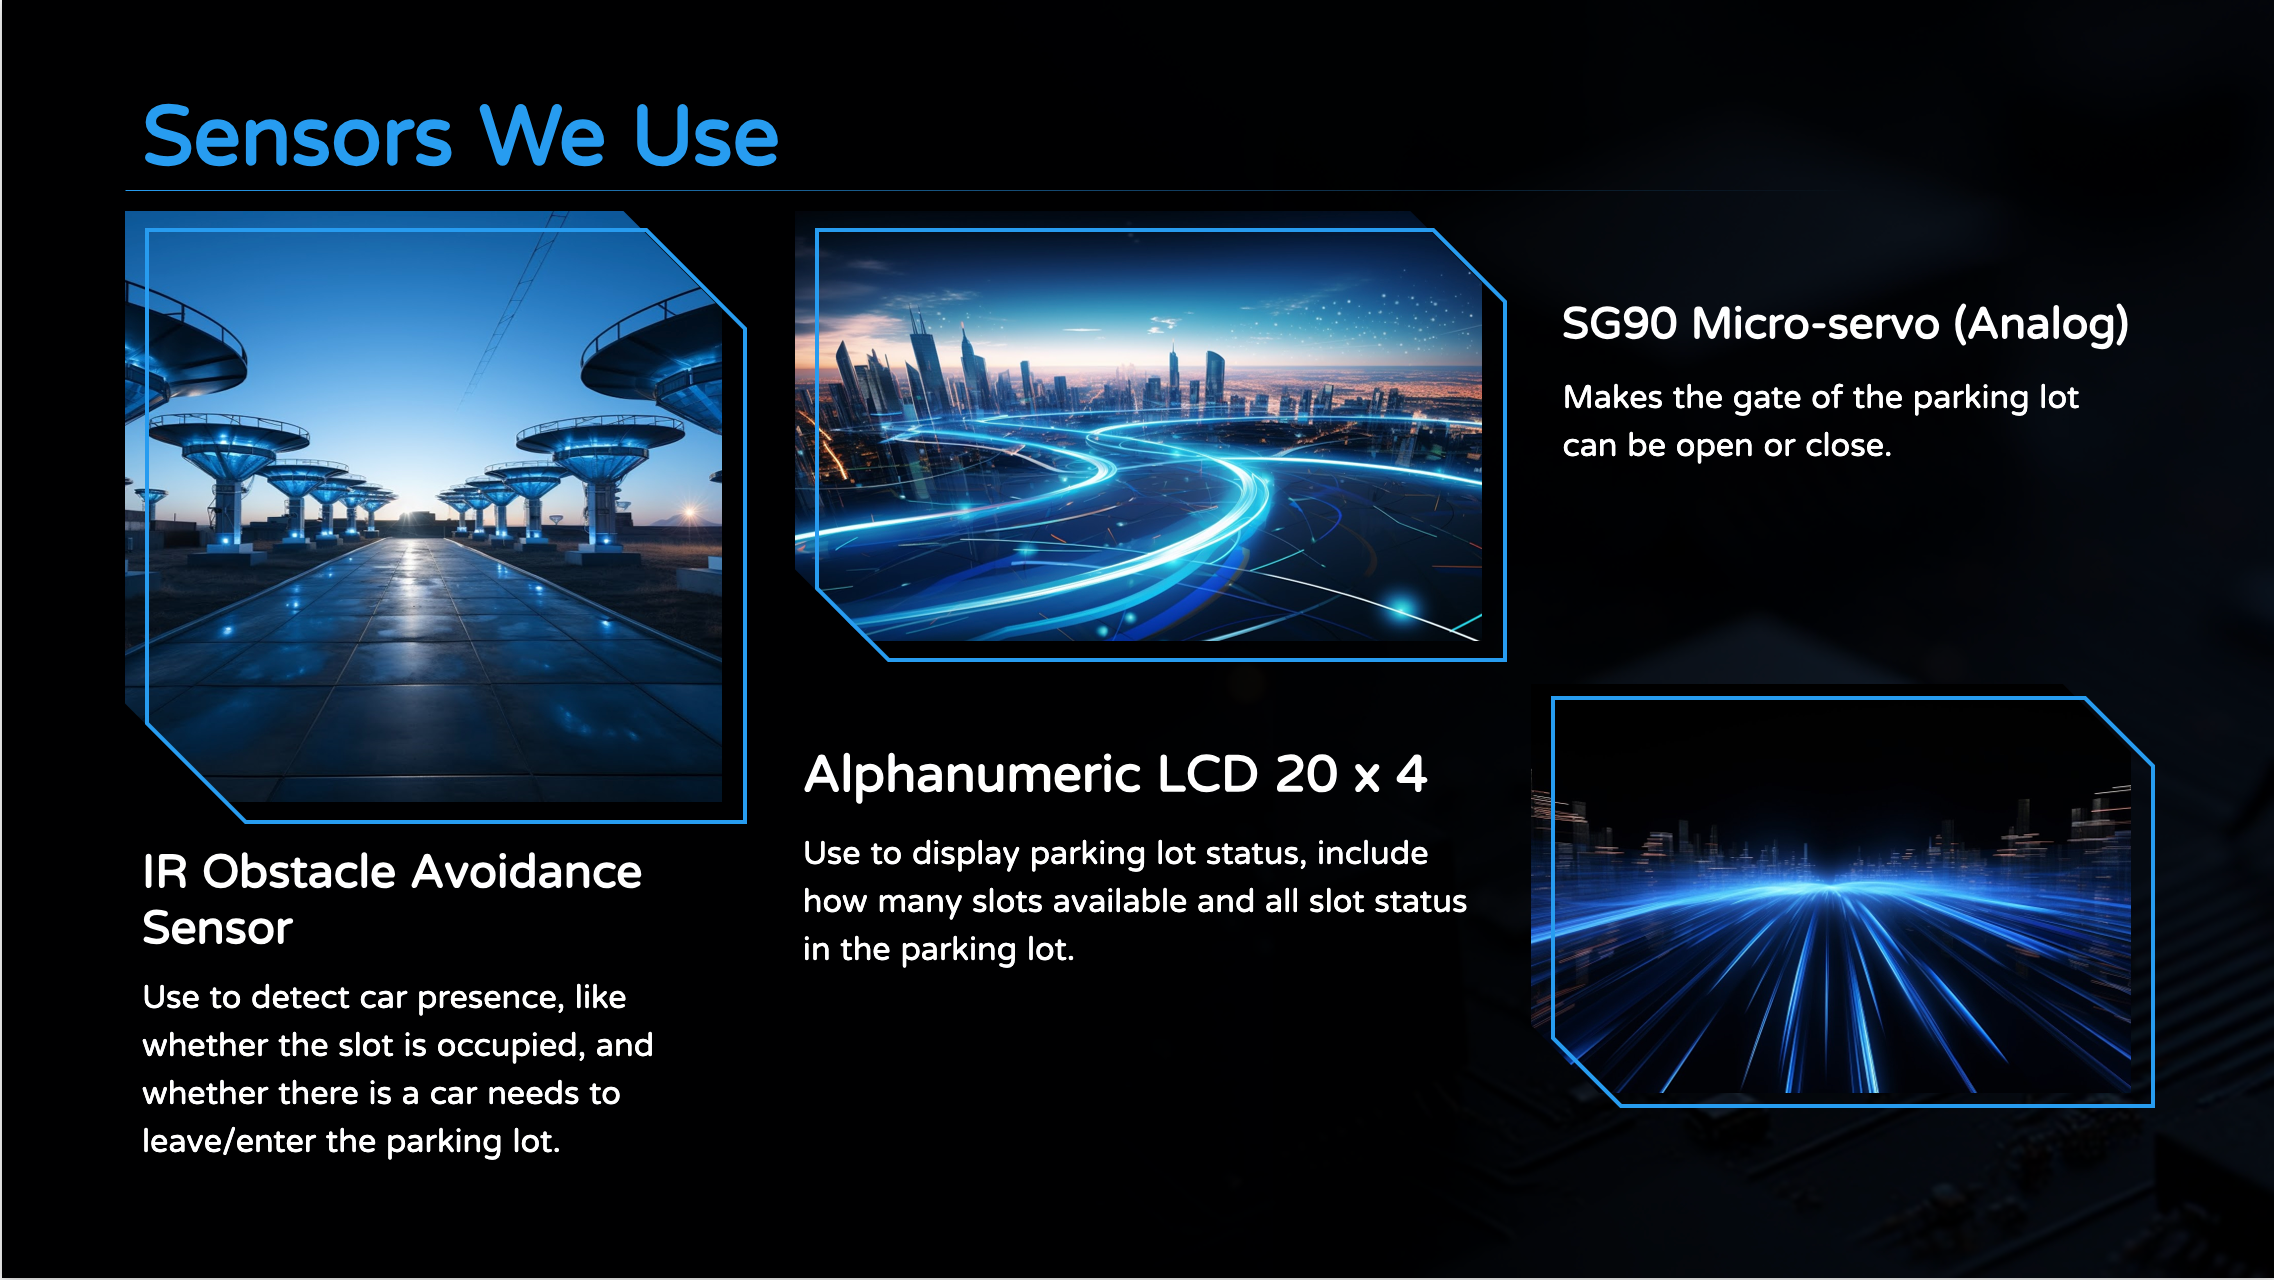 Sensors We Use
IR Obstacle Avoidance
Sensor
Use to detect car presence, like
whether the slot is occupied, and
whether there is a car needs to
leave/enter the parking lot.
Alphanumeric LCD 20 x 4
Use to display parking lot status, include
how many slots available and all slot status
in the parking lot.
SG90 Micro-servo (Analog)
Makes the gate of the parking lot
can be open or close.